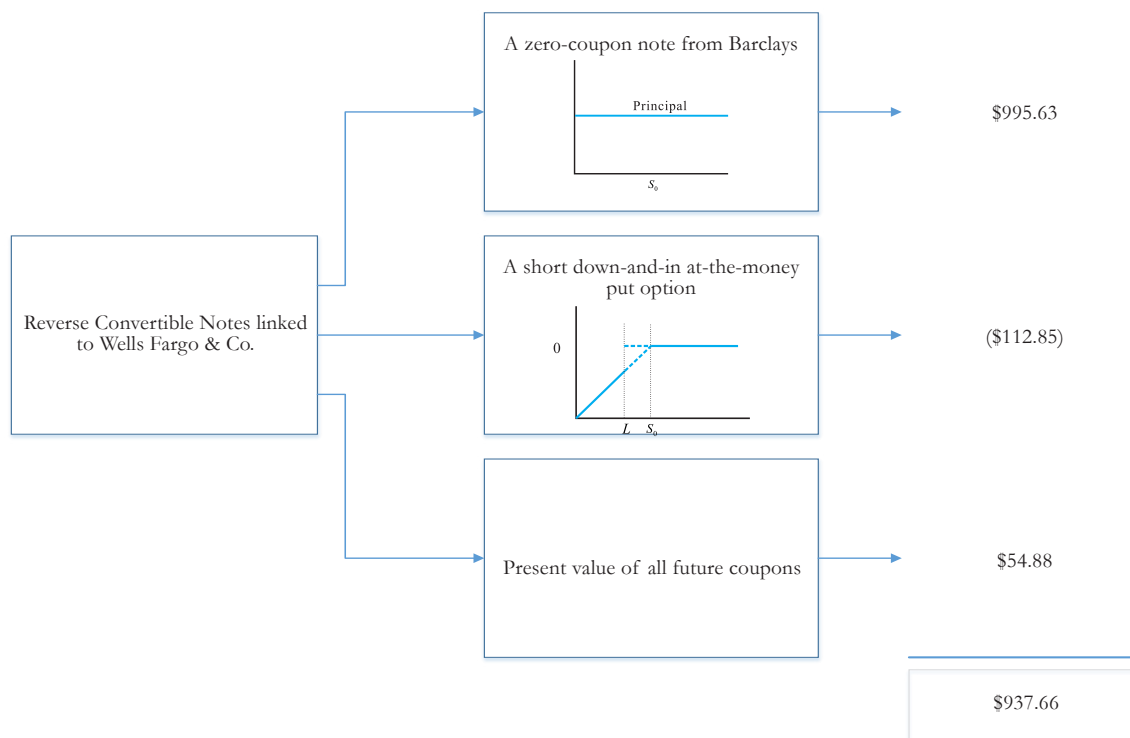 A zero-coupon note from Barclays
Principal
S₀
$995.63
Reverse Convertible Notes linked
to Wells Fargo & Co.
A short down-and-in at-the-money
put option
0
L S₀
($112.85)
Present value of all future coupons
$54.88
$937.66